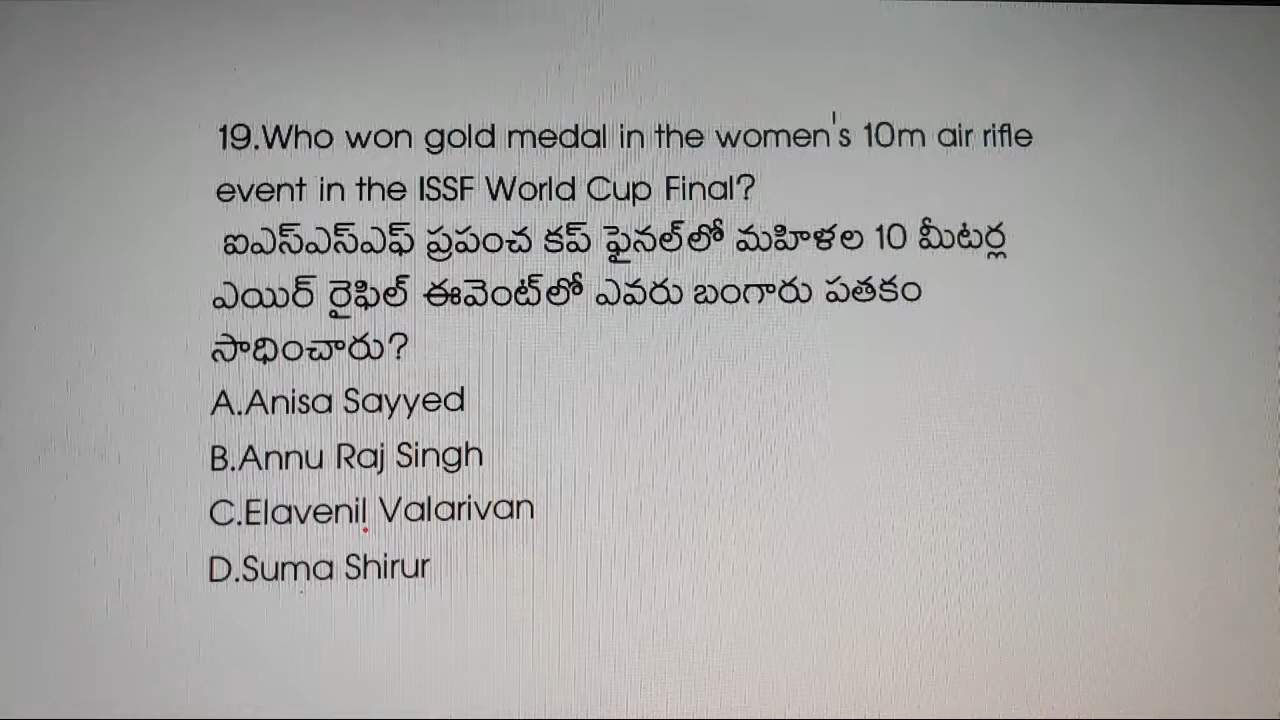 19.Who won gold medal in the women's 10m air rifle
event in the ISSF World Cup Final?
ఐఎస్ఎస్ఎఫ్ ప్రపంచ కప్ ఫైనల్‌లో మహిళల 10 మీటర్ల
ఎయిర్ రైఫిల్ ఈవెంట్‌లో ఎవరు బంగారు పతకం
సాధించారు?
A.Anisa Sayyed
B.Annu Raj Singh
C.Elavenil Valarivan
D.Suma Shirur